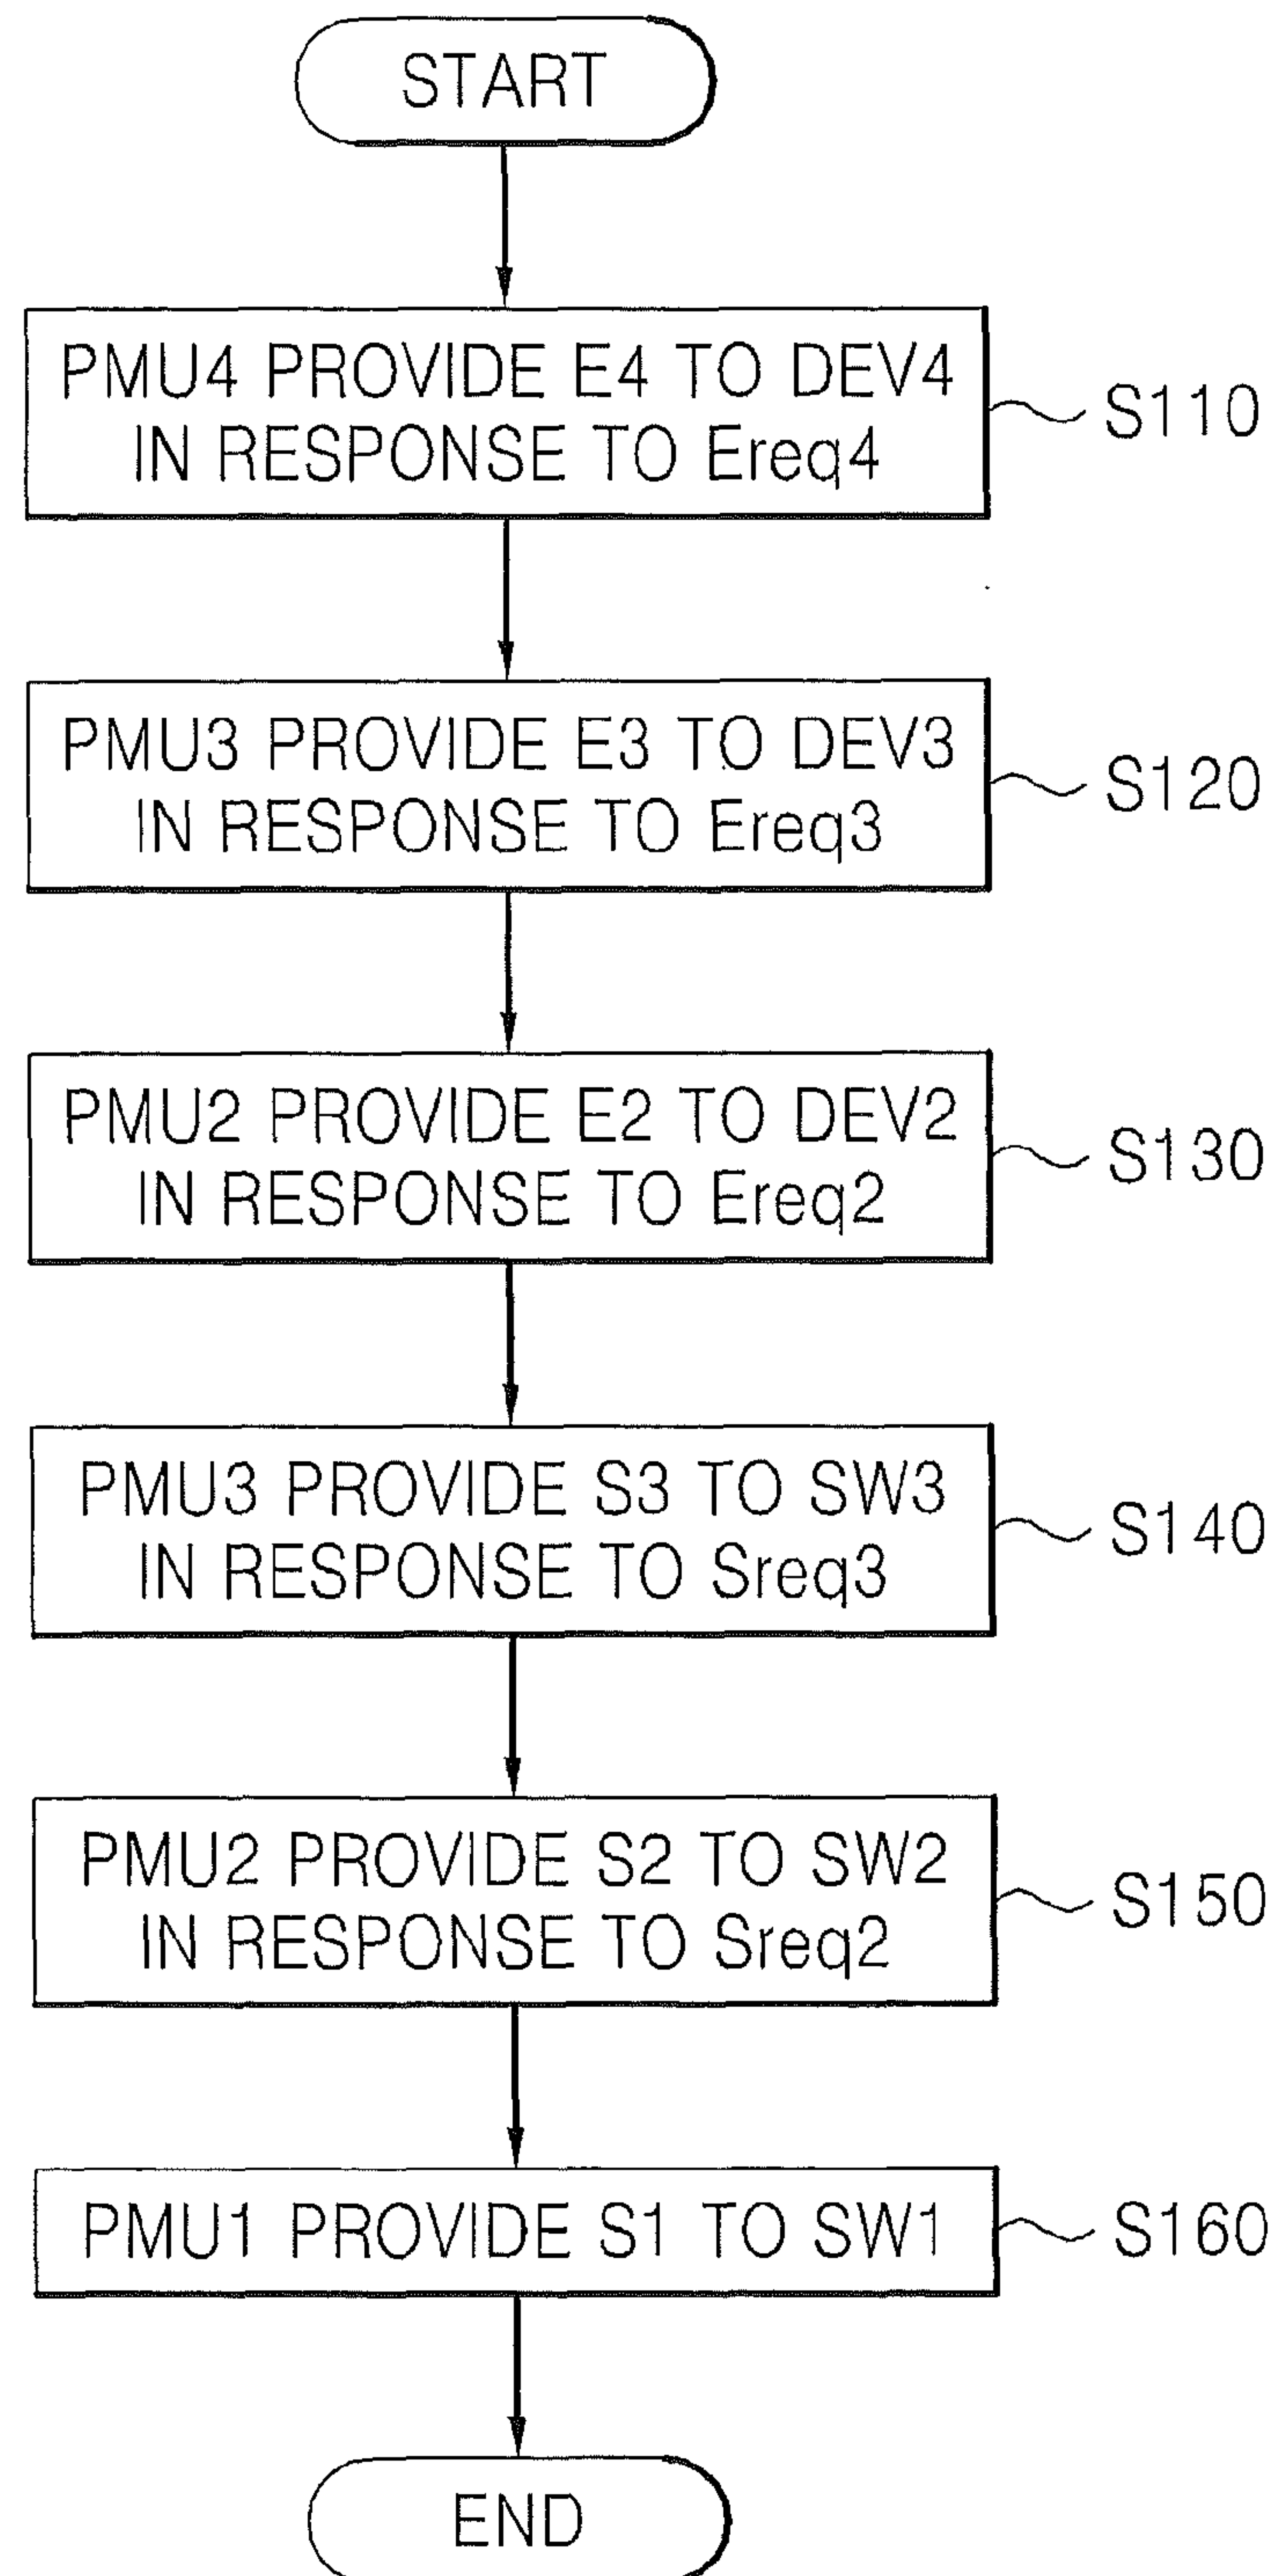 START
PMU4 PROVIDE E4 TO DEV4
IN RESPONSE TO Ereq4
S110
PMU3 PROVIDE E3 TO DEV3
IN RESPONSE TO Ereq3
S120
PMU2 PROVIDE E2 TO DEV2
IN RESPONSE TO Ereq2
S130
PMU3 PROVIDE S3 TO SW3
IN RESPONSE TO Sreq3
S140
PMU2 PROVIDE S2 TO SW2
IN RESPONSE TO Sreq2
S150
PMU1 PROVIDE S1 TO SW1
S160
END